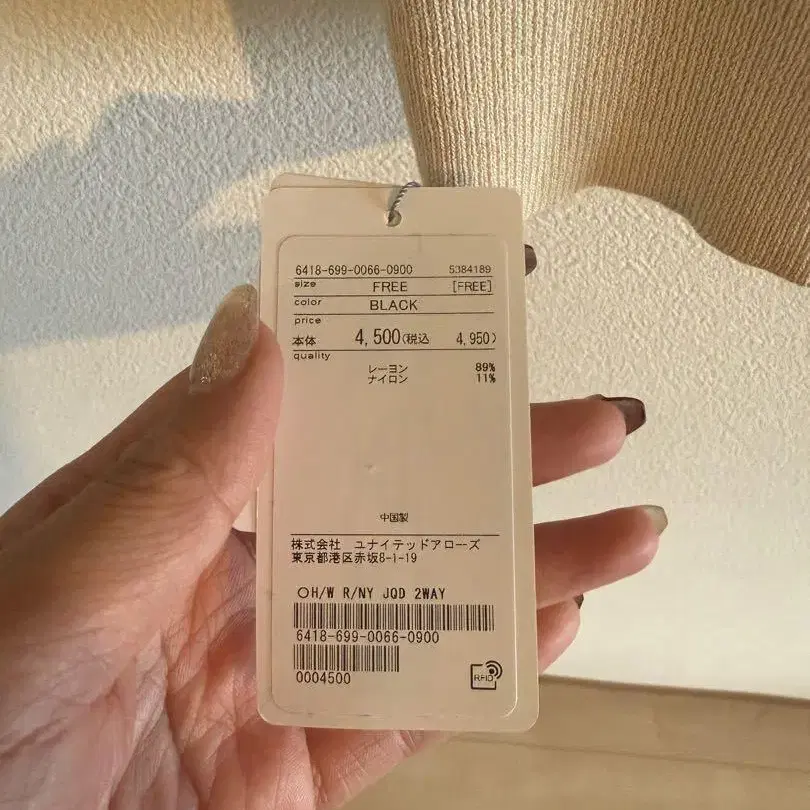 6418-699-0066-0900 5384189
size FREE [FREE]
color BLACK
price
本体 4,500(税込 4,950)
quality
レーヨン 89%
ナイロン 11%
中国製
株式会社 ユナイテッドアローズ
東京都港区赤坂8-1-19
○H/W R/NY JQD 2WAY
6418-699-0066-0900
0004500
RFID